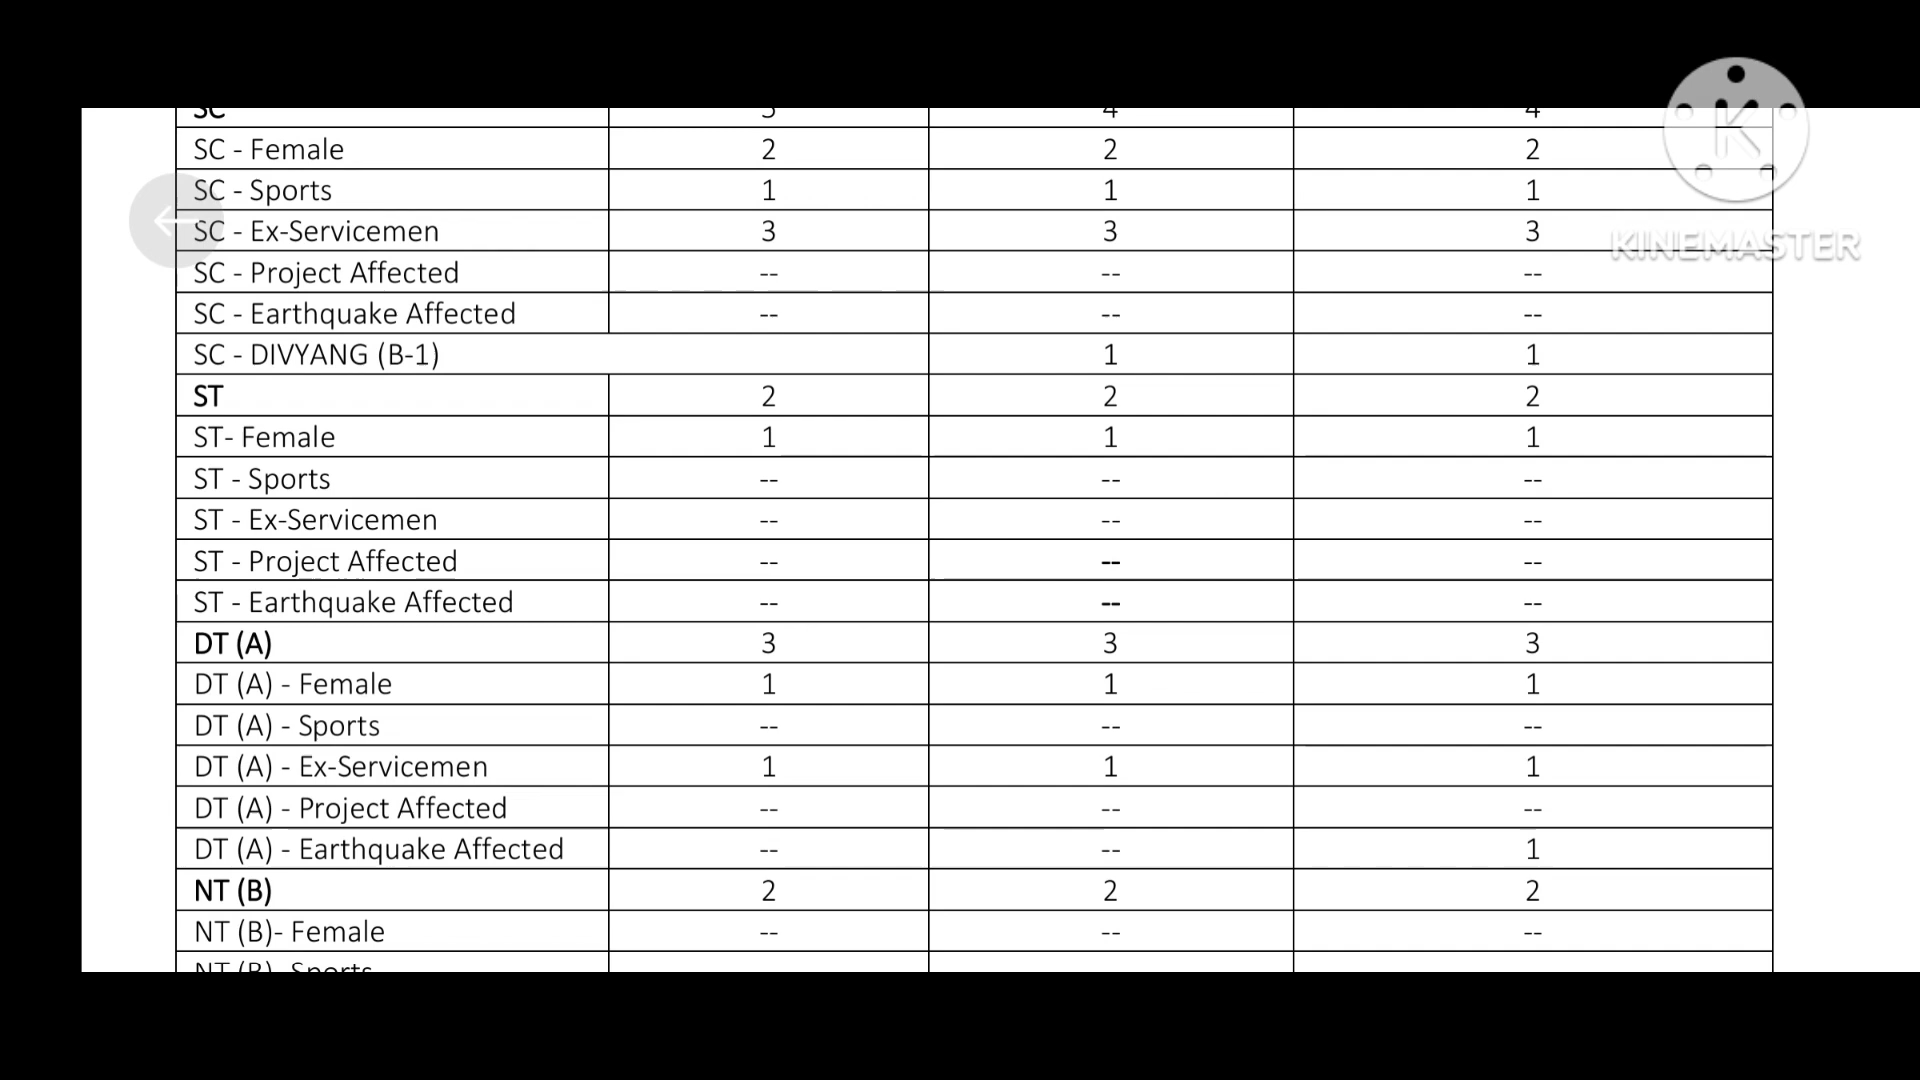 SC 4 4
SC - Female 2 2 2
SC - Sports 1 1 1
SC - Ex-Servicemen 3 3 3
SC - Project Affected -- -- --
SC - Earthquake Affected -- -- --
SC - DIVYANG (B-1) 1 1
ST 2 2 2
ST- Female 1 1 1
ST - Sports -- -- --
ST - Ex-Servicemen -- -- --
ST - Project Affected -- -- --
ST - Earthquake Affected -- -- --
DT (A) 3 3 3
DT (A) - Female 1 1 1
DT (A) - Sports -- -- --
DT (A) - Ex-Servicemen 1 1 1
DT (A) - Project Affected -- -- --
DT (A) - Earthquake Affected -- -- 1
NT (B) 2 2 2
NT (B)- Female -- -- --
NT (B)- Sports
K
KINEMASTER